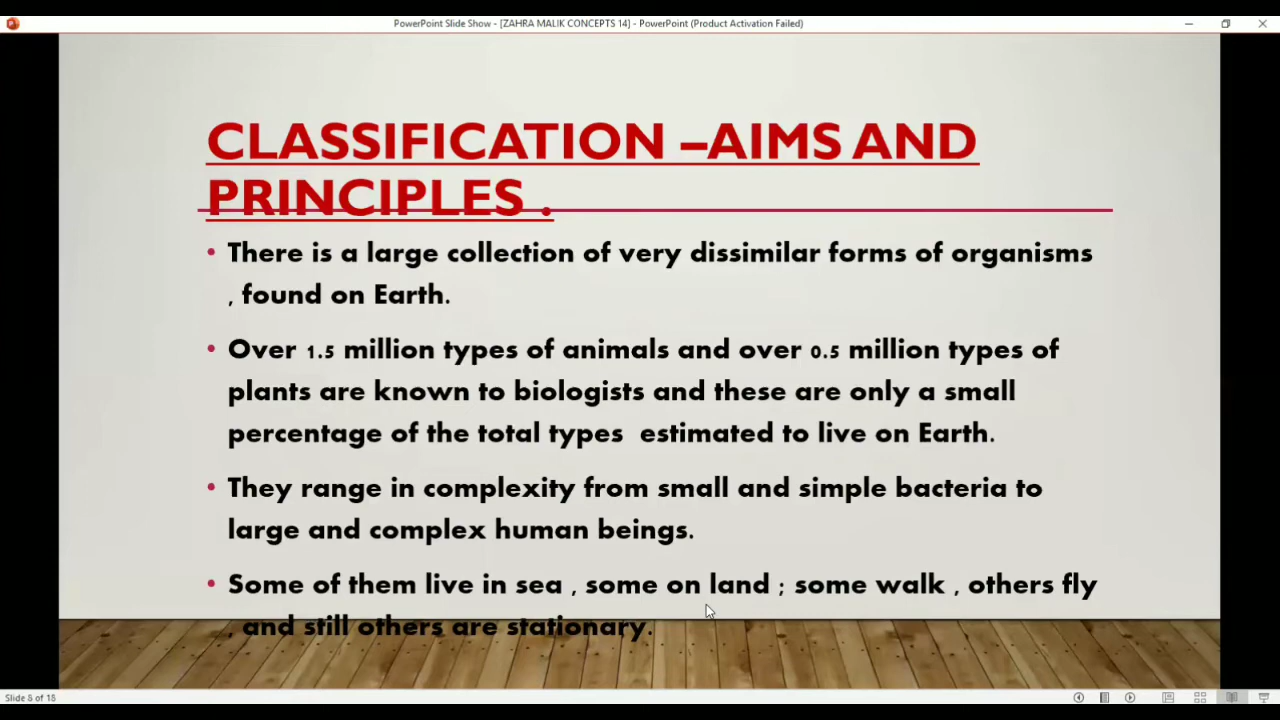 PowerPoint Slide Show - [ZAHRA MALIK CONCEPTS 14] - PowerPoint (Product Activation Failed)
CLASSIFICATION –AIMS AND
PRINCIPLES .
• There is a large collection of very dissimilar forms of organisms
, found on Earth.
• Over 1.5 million types of animals and over 0.5 million types of
plants are known to biologists and these are only a small
percentage of the total types estimated to live on Earth.
• They range in complexity from small and simple bacteria to
large and complex human beings.
• Some of them live in sea , some on land ; some walk , others fly
, and still others are stationary.
Slide 8 of 18